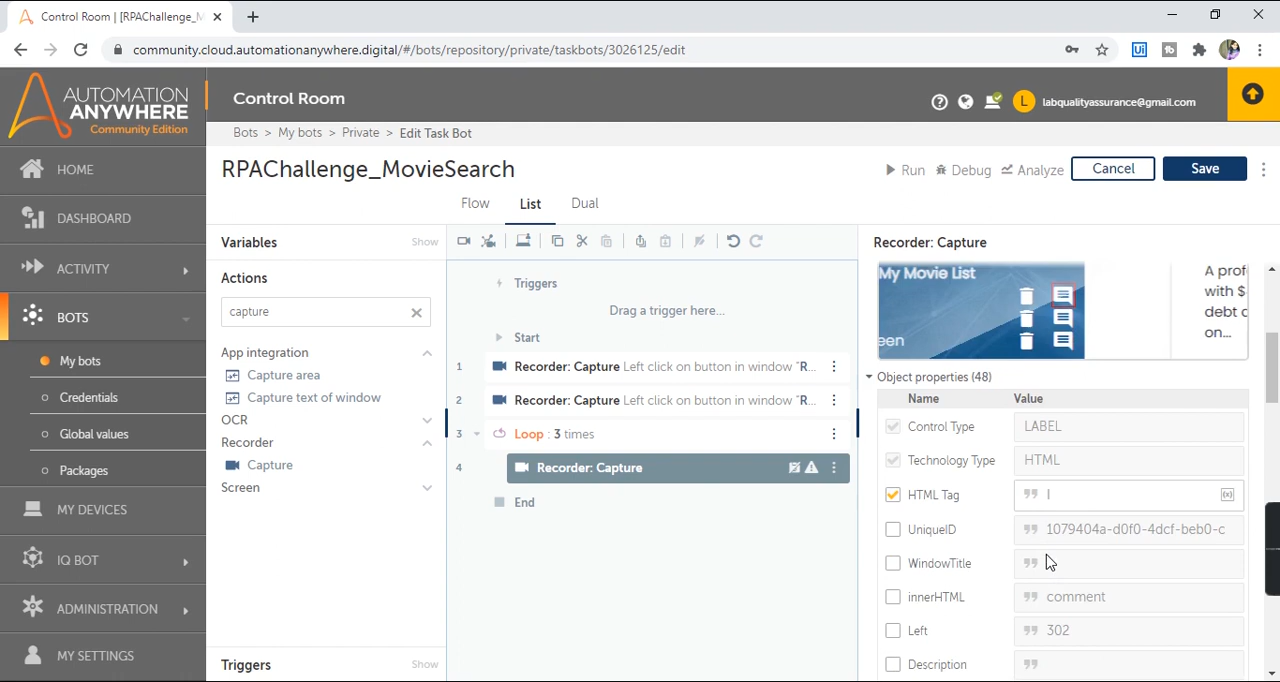 Control Room | [RPAChallenge_M
community.cloud.automationanywhere.digital/#/bots/repository/private/taskbots/3026125/edit
Ui
tb
AUTOMATION
ANYWHERE
Community Edition
Control Room
L
labqualityassurance@gmail.com
Bots > My bots > Private > Edit Task Bot
RPAChallenge_MovieSearch
Run
Debug
Analyze
Cancel
Save
HOME
DASHBOARD
ACTIVITY
BOTS
My bots
Credentials
Global values
Packages
MY DEVICES
IQ BOT
ADMINISTRATION
MY SETTINGS
Flow
List
Dual
Variables
Show
Actions
capture
App integration
Capture area
Capture text of window
OCR
Recorder
Capture
Screen
Triggers
Show
Triggers
Drag a trigger here...
Start
1 Recorder: Capture Left click on button in window "R...
2 Recorder: Capture Left click on button in window "R...
3 Loop : 3 times
4 Recorder: Capture
End
Recorder: Capture
My Movie List
een
A prof
with $
debt c
on...
Object properties (48)
Name Value
Control Type LABEL
Technology Type HTML
HTML Tag I
UniqueID 1079404a-d0f0-4dcf-beb0-c
WindowTitle
innerHTML comment
Left 302
Description